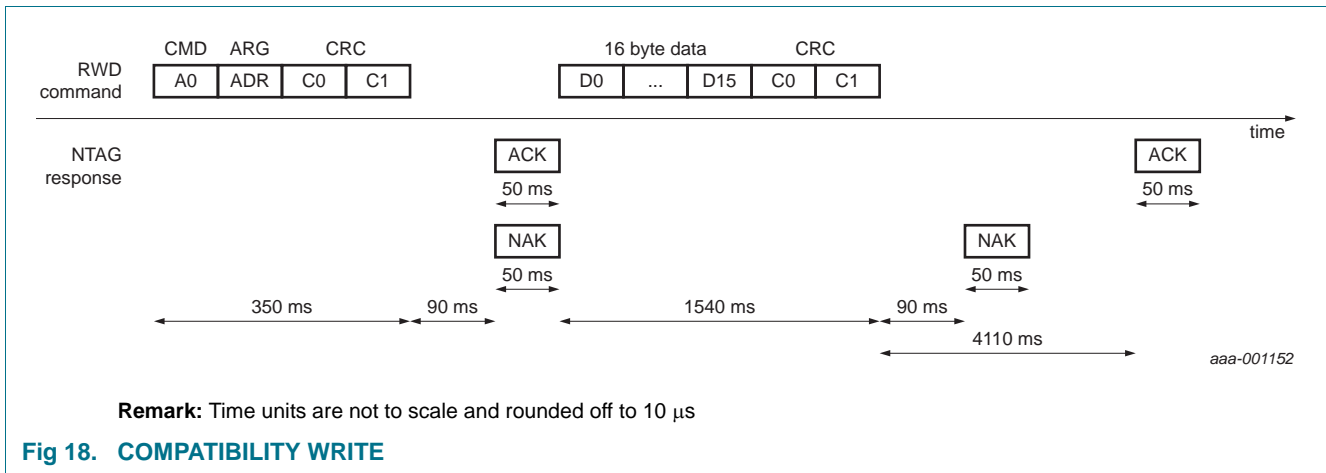 CMD ARG CRC 16 byte data CRC
RWD command A0 ADR C0 C1 D0 ... D15 C0 C1
time
NTAG response ACK ACK
50 ms 50 ms
NAK NAK
50 ms 50 ms
350 ms 90 ms 1540 ms 90 ms
4110 ms
aaa-001152
Remark: Time units are not to scale and rounded off to 10 μs
Fig 18. COMPATIBILITY WRITE